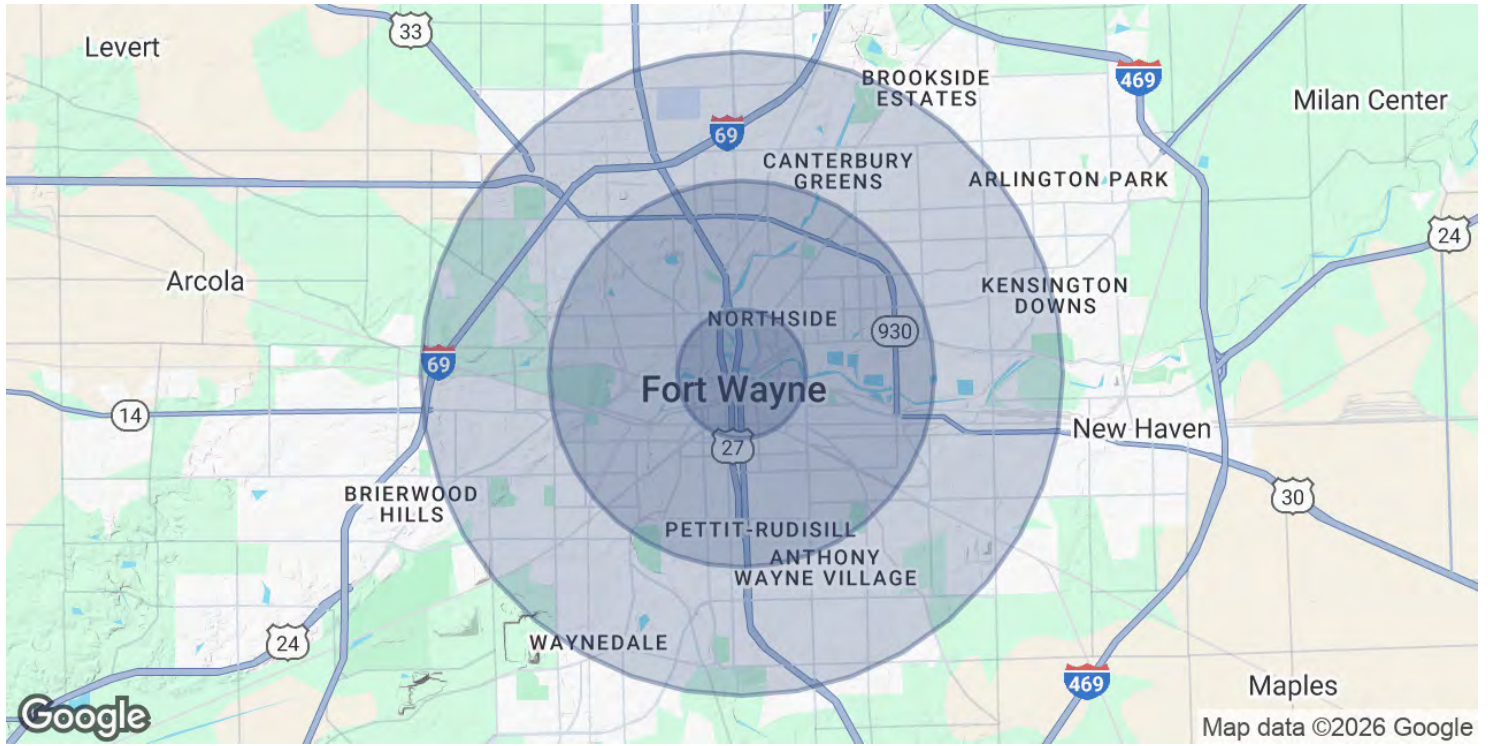 33
Levert
BROOKSIDE
ESTATES
469
Milan Center
69
CANTERBURY
GREENS
ARLINGTON PARK
24
Arcola
KENSINGTON
DOWNS
NORTHSIDE
930
69
Fort Wayne
14
New Haven
27
BRIERWOOD
HILLS
30
PETTIT-RUDISILL
ANTHONY
WAYNE VILLAGE
24
WAYNEDALE
469
Maples
Google
Map data ©2026 Google